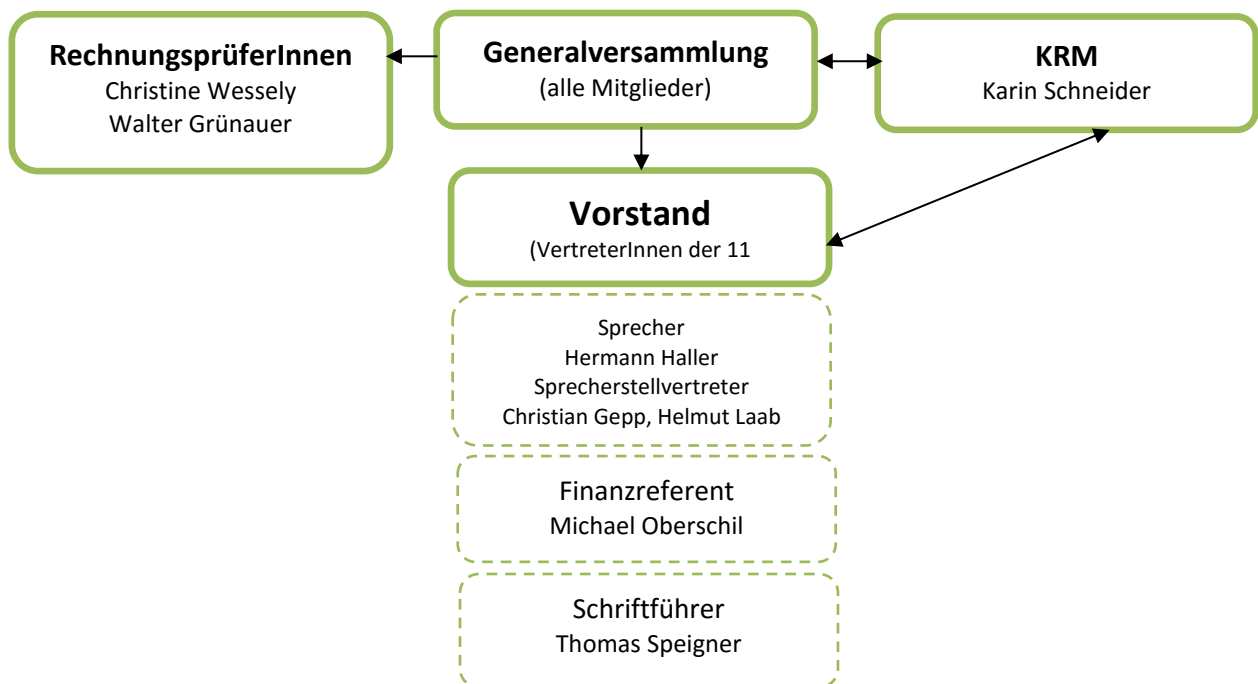 RechnungsprüferInnen
Christine Wessely
Walter Grünauer
Generalversammlung
(alle Mitglieder)
KRM
Karin Schneider
Vorstand
(VertreterInnen der 11
Sprecher
Hermann Haller
Sprecherstellvertreter
Christian Gepp, Helmut Laab
Finanzreferent
Michael Oberschil
Schriftführer
Thomas Speigner